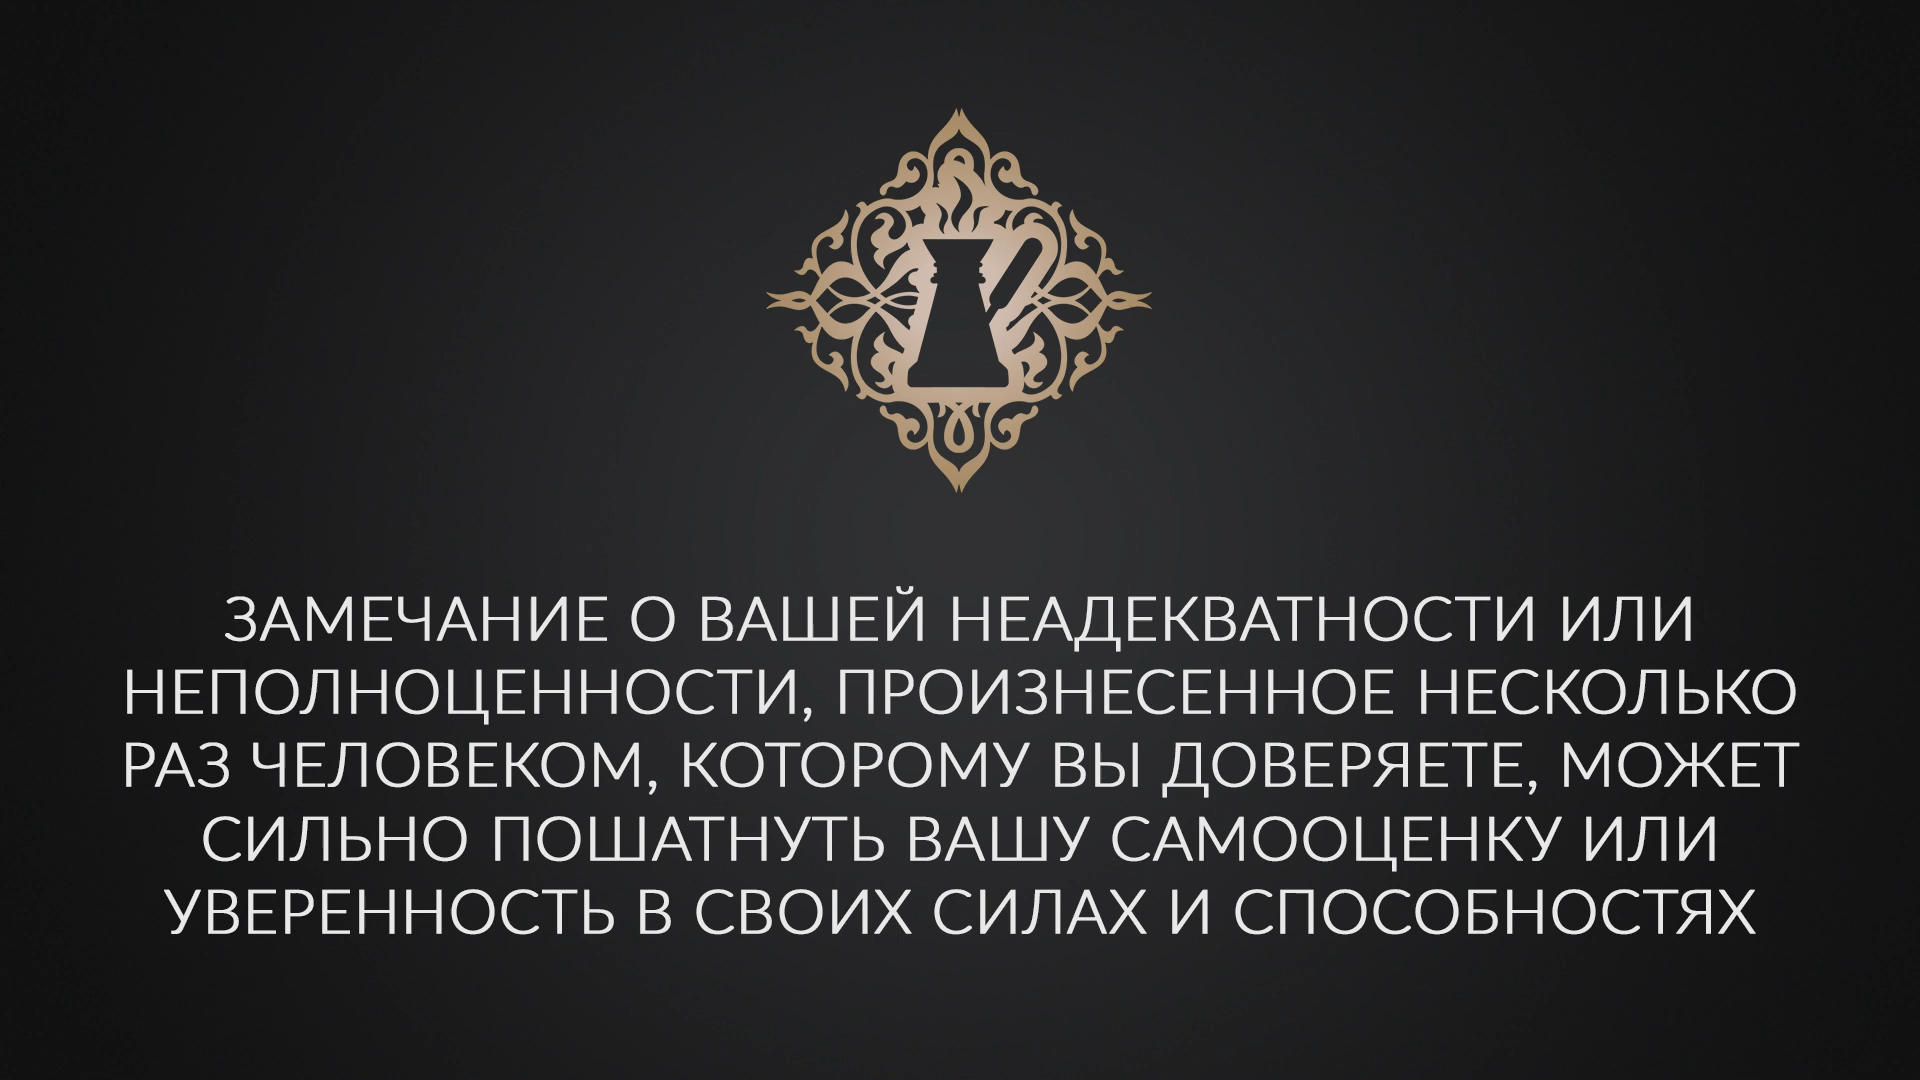 ЗАМЕЧАНИЕ О ВАШЕЙ НЕАДЕКВАТНОСТИ ИЛИ
НЕПОЛНОЦЕННОСТИ, ПРОИЗНЕСЕННОЕ НЕСКОЛЬКО
РАЗ ЧЕЛОВЕКОМ, КОТОРОМУ ВЫ ДОВЕРЯЕТЕ, МОЖЕТ
СИЛЬНО ПОШАТНУТЬ ВАШУ САМООЦЕНКУ ИЛИ
УВЕРЕННОСТЬ В СВОИХ СИЛАХ И СПОСОБНОСТЯХ